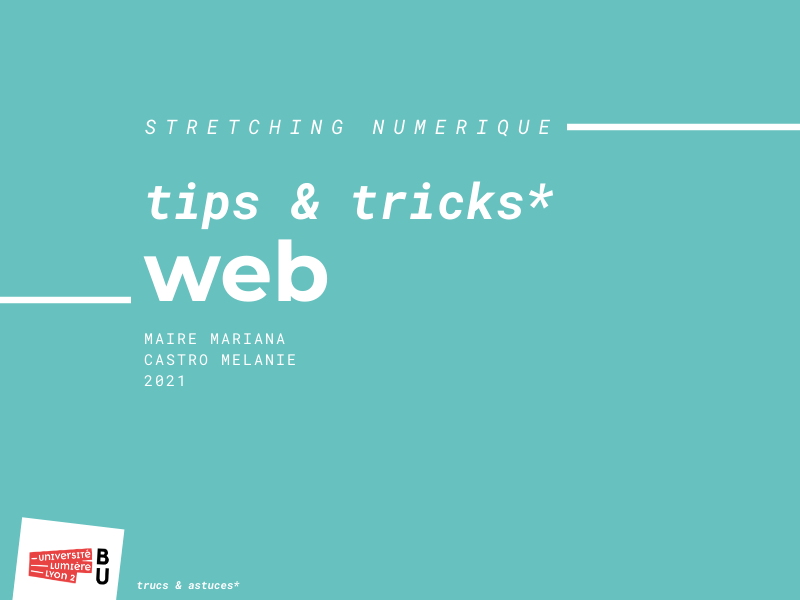 STRETCHING NUMERIQUE
tips & tricks*
web
MAIRE MARIANA
CASTRO MELANIE
2021
université
Lumière
Lyon 2
BU
trucs & astuces*